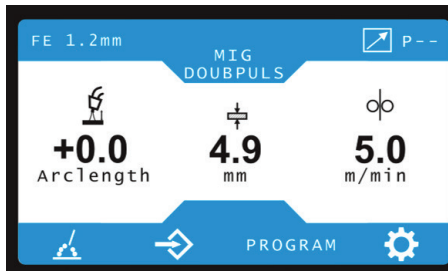 FE 1.2mm
MIG
DOUBPULS
P--
+0.0
Arclength
4.9
mm
5.0
m/min
PROGRAM